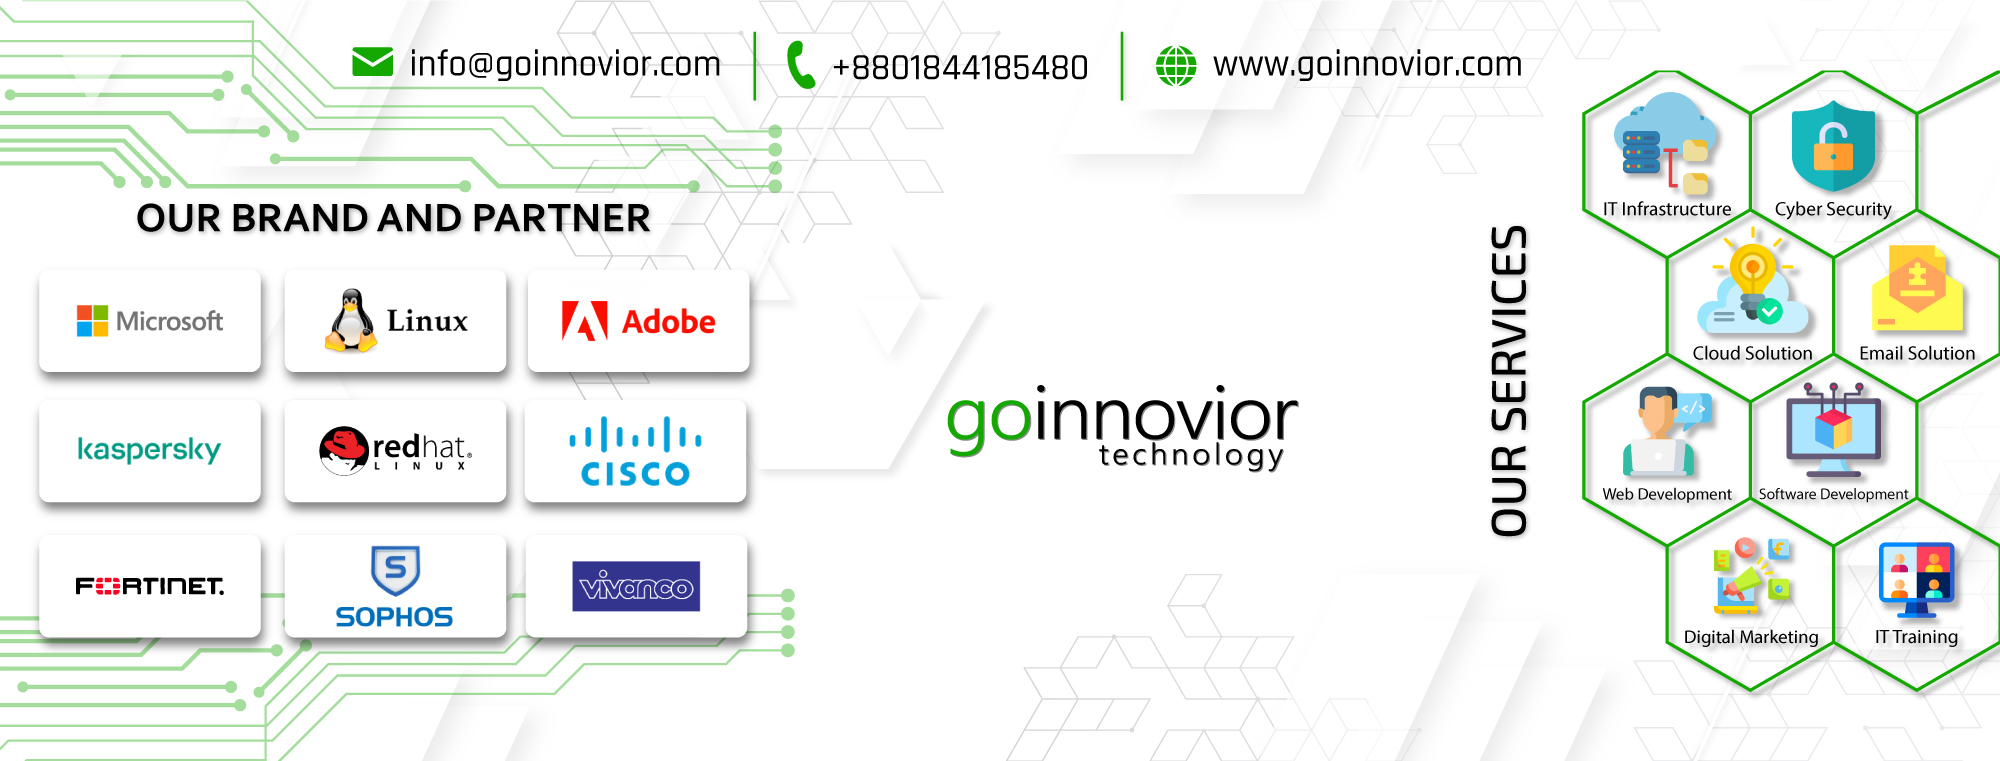 info@goinnovior.com
+8801844185480
www.goinnovior.com
OUR BRAND AND PARTNER
Microsoft
Linux
Adobe
kaspersky
redhat.
LINUX
CISCO
FORTINET.
S
SOPHOS
vivanco
goinnovior
technology
OUR SERVICES
IT Infrastructure
Cyber Security
Cloud Solution
Email Solution
</>
Web Development
Software Development
Digital Marketing
IT Training